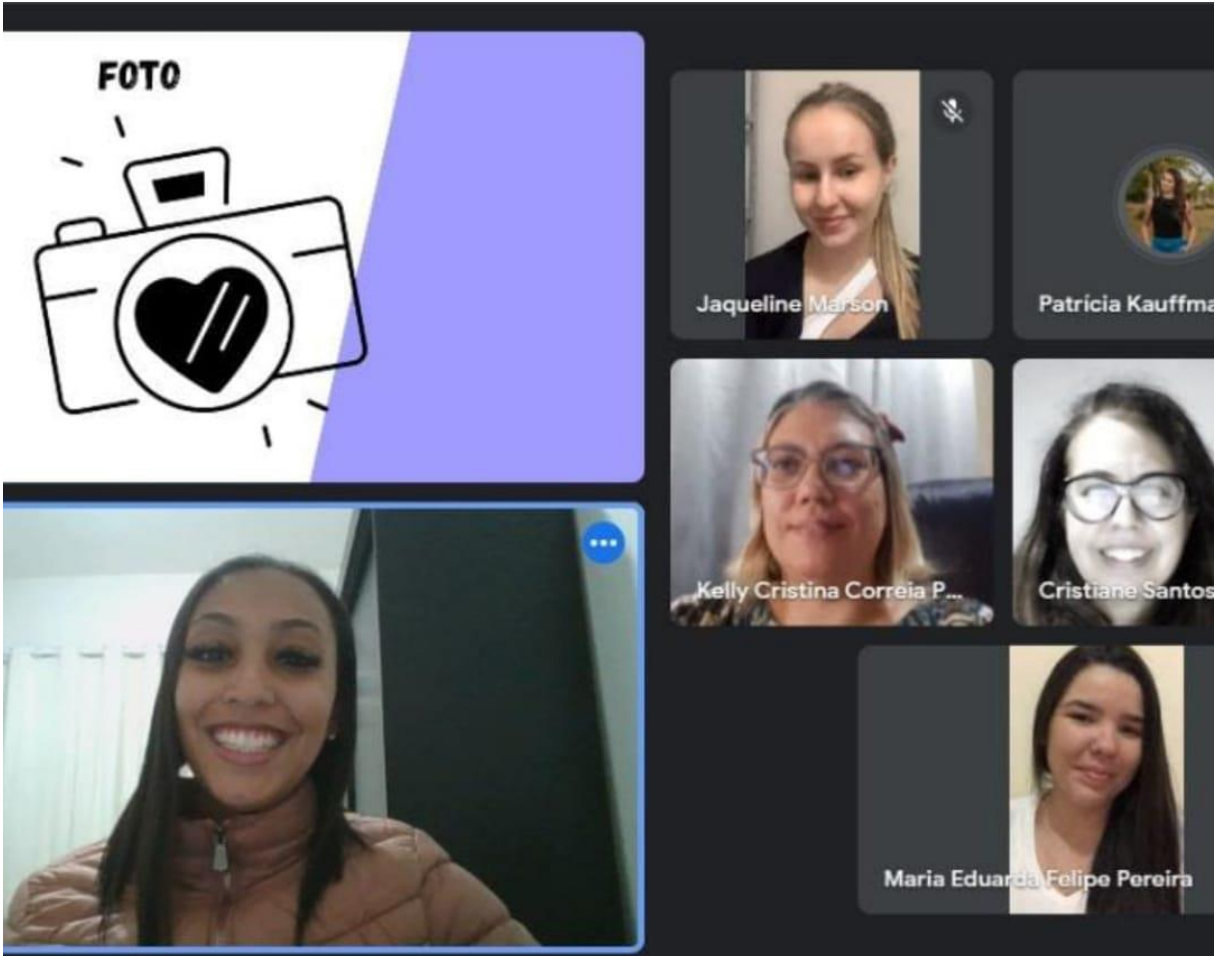 FOTO
Jaqueline Marson
Patrícia Kauffma
Kelly Cristina Correia P...
Cristiane Santos
Maria Eduarda Felipe Pereira